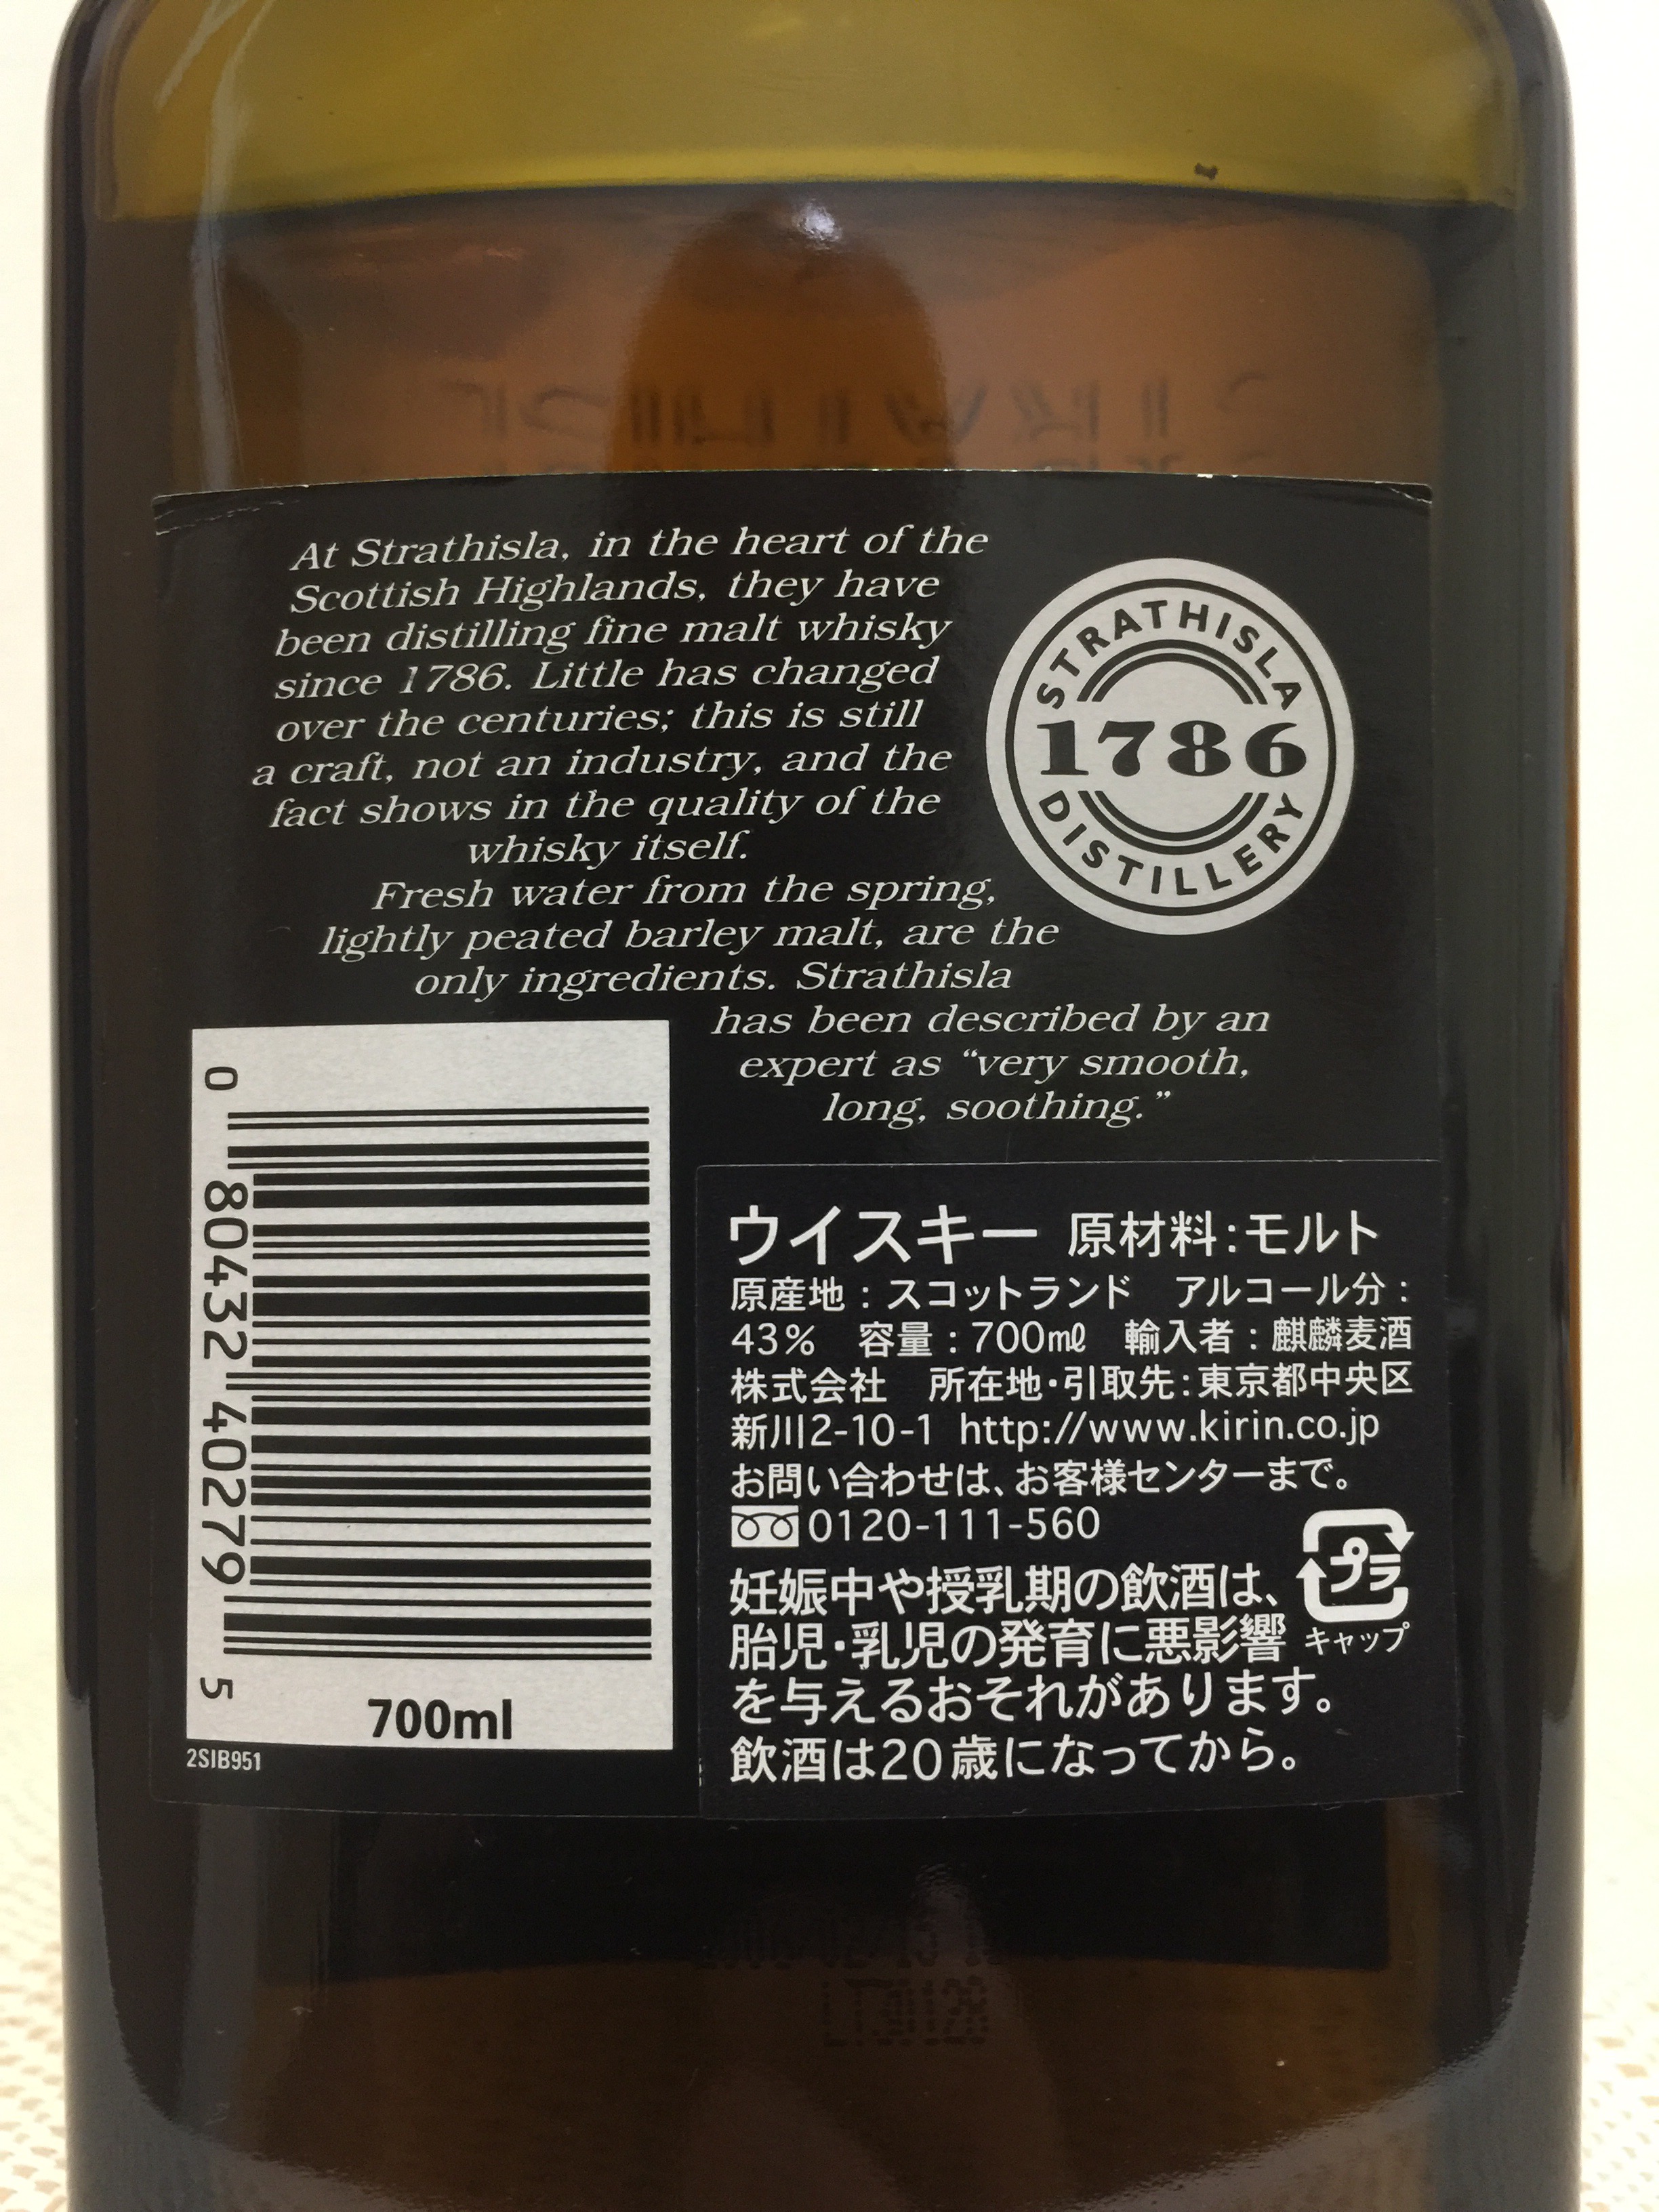 At Strathisla, in the heart of the
Scottish Highlands, they have
been distilling fine malt whisky
since 1786. Little has changed
over the centuries; this is still
a craft, not an industry, and the
fact shows in the quality of the
whisky itself.
Fresh water from the spring,
lightly peated barley malt, are the
only ingredients. Strathisla
has been described by an
expert as “very smooth,
long, soothing.”
STRATHISLA
1786
DISTILLERY
0 80432 40279 5
700ml
2SIB951
ウイスキー 原材料:モルト
原産地:スコットランド アルコール分:
43% 容量:700mℓ 輸入者:麒麟麦酒
株式会社 所在地・引取先:東京都中央区
新川2-10-1 http://www.kirin.co.jp
お問い合わせは、お客様センターまで。
0120-111-560
プラ
キャップ
妊娠中や授乳期の飲酒は、
胎児・乳児の発育に悪影響
を与えるおそれがあります。
飲酒は20歳になってから。